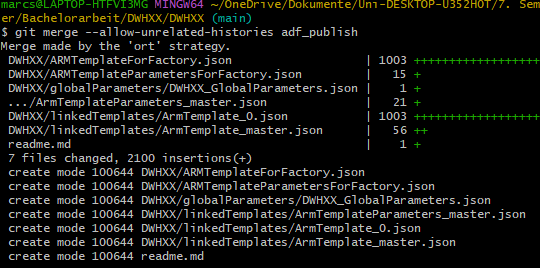 marcs@LAPTOP-HTFVI3MG MINGW64 ~/OneDrive/Dokumente/Uni-DESKTOP-U352HOT/7. Sem
er/Bachelorarbeit/DWHXX/DWHXX (main)
$ git merge --allow-unrelated-histories adf_publish
Merge made by the 'ort' strategy.
DWHXX/ARMTemplateForFactory.json | 1003 ++++++++++++++++++
DWHXX/ARMTemplateParametersForFactory.json | 15 +
DWHXX/globalParameters/DWHXX_GlobalParameters.json | 1 +
.../ArmTemplateParameters_master.json | 21 +
DWHXX/linkedTemplates/ArmTemplate_0.json | 1003 ++++++++++++++++++
DWHXX/linkedTemplates/ArmTemplate_master.json | 56 ++
readme.md | 1 +
7 files changed, 2100 insertions(+)
create mode 100644 DWHXX/ARMTemplateForFactory.json
create mode 100644 DWHXX/ARMTemplateParametersForFactory.json
create mode 100644 DWHXX/globalParameters/DWHXX_GlobalParameters.json
create mode 100644 DWHXX/linkedTemplates/ArmTemplateParameters_master.json
create mode 100644 DWHXX/linkedTemplates/ArmTemplate_0.json
create mode 100644 DWHXX/linkedTemplates/ArmTemplate_master.json
create mode 100644 readme.md